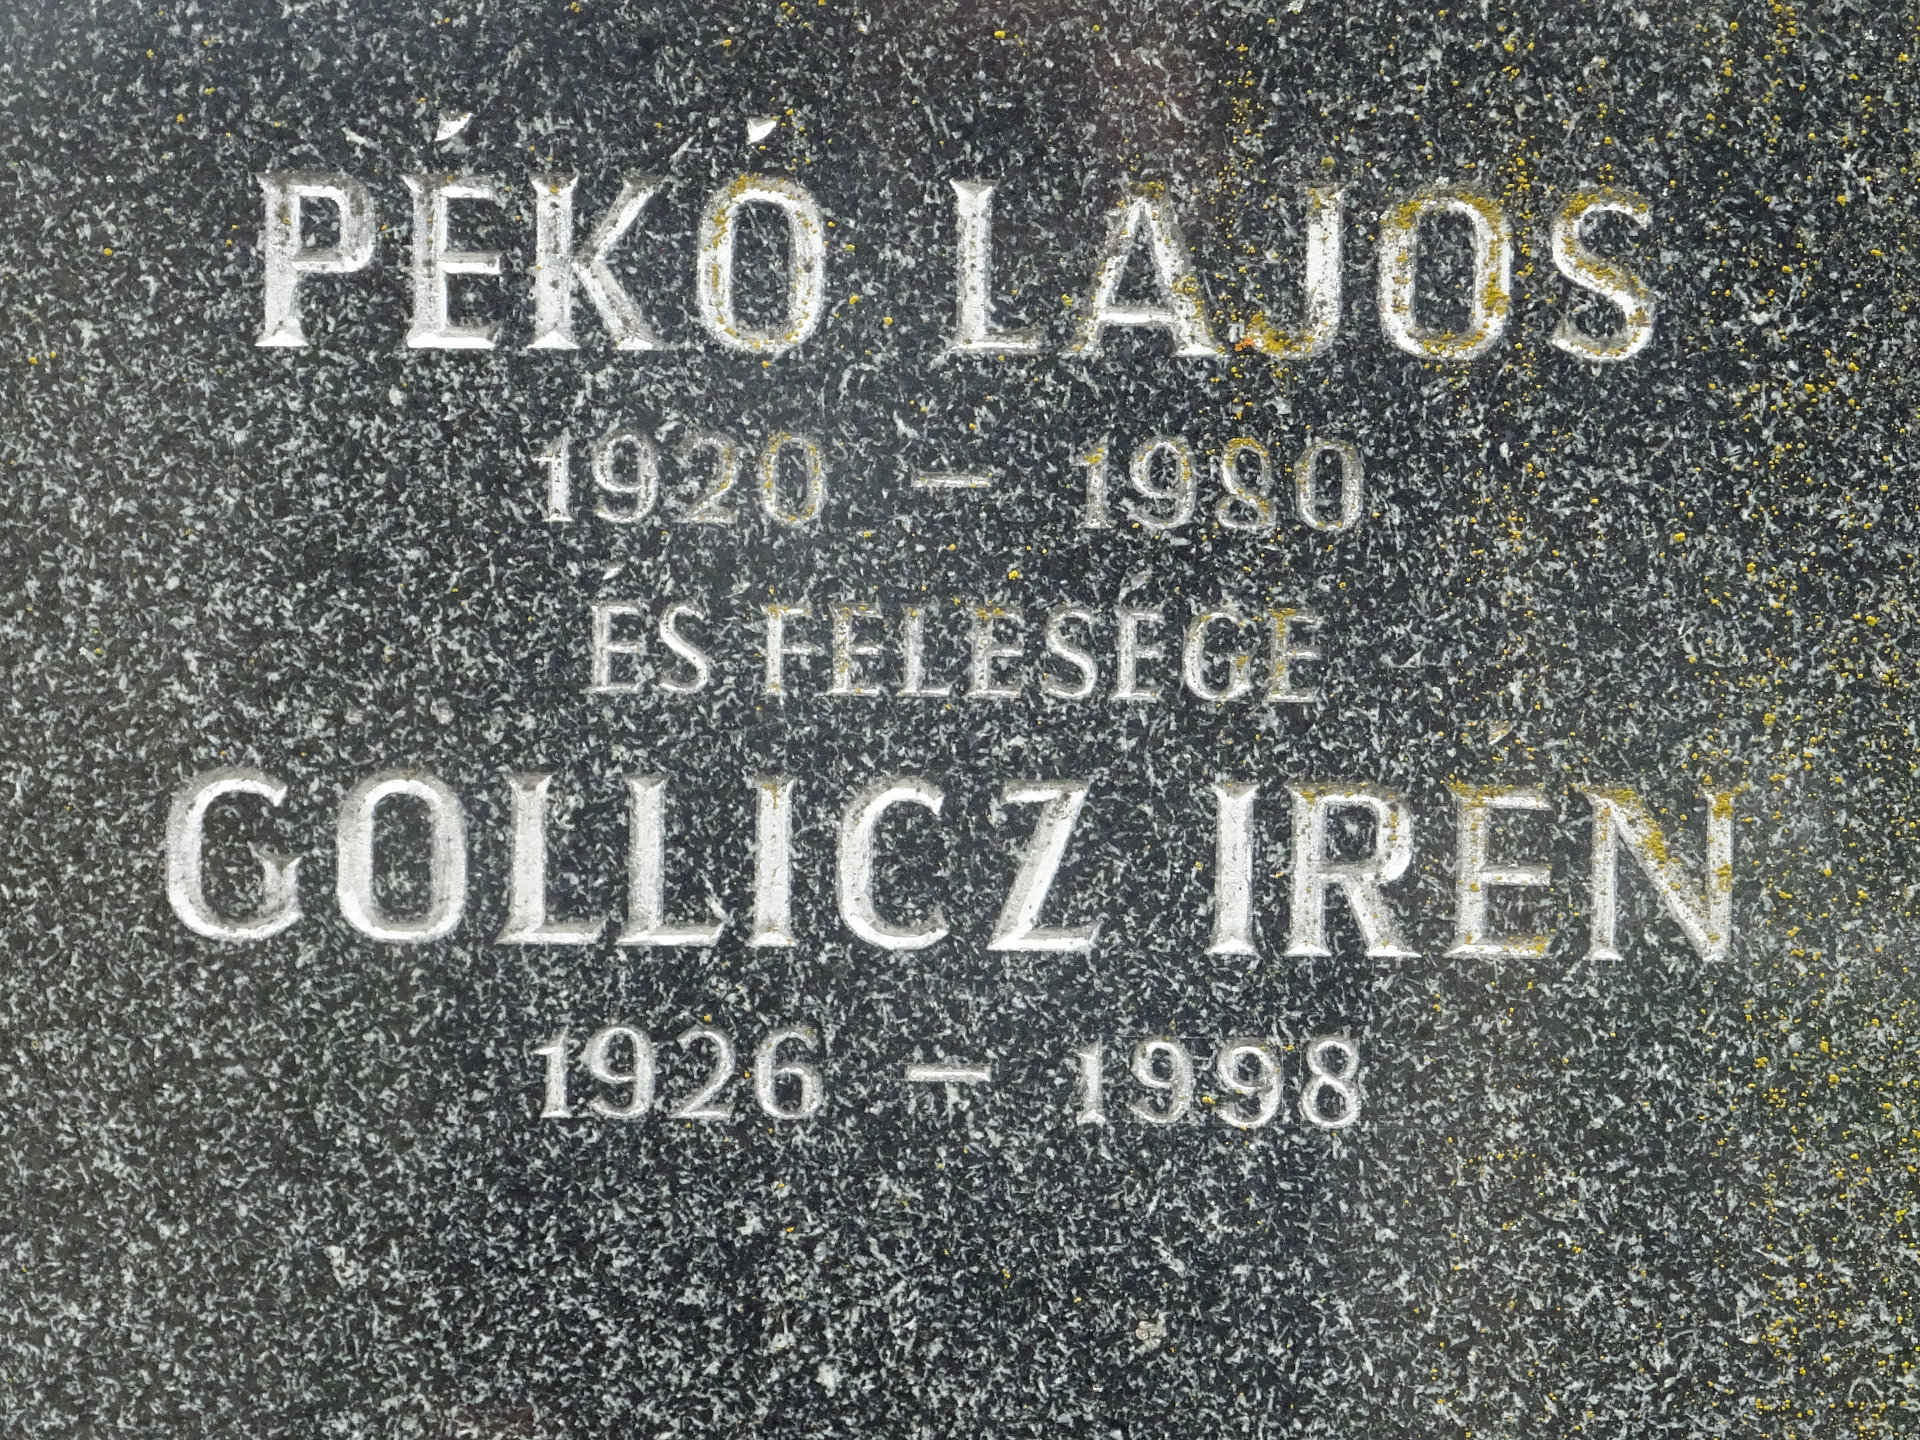 PÉKÓ LAJOS
1920 – 1980
ÉS FELESÉGE
GOLLICZ IRÉN
1926 – 1998